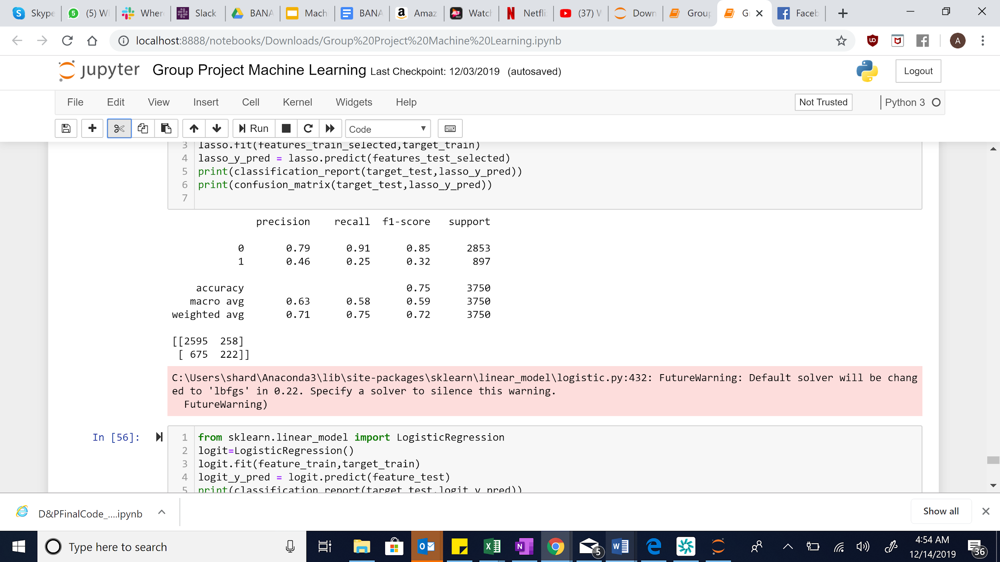 Skype (5) Wh Wher Slack BANA Mach BANA Amaz Watch Netfli (37) W Down Group Gr Faceb
localhost:8888/notebooks/Downloads/Group%20Project%20Machine%20Learning.ipynb
A
jupyter Group Project Machine Learning Last Checkpoint: 12/03/2019 (autosaved)
Logout
File Edit View Insert Cell Kernel Widgets Help Not Trusted Python 3
Run Code
3 lasso.fit(features_train_selected,target_train)
4 lasso_y_pred = lasso.predict(features_test_selected)
5 print(classification_report(target_test,lasso_y_pred))
6 print(confusion_matrix(target_test,lasso_y_pred))
7
precision recall f1-score support
0 0.79 0.91 0.85 2853
1 0.46 0.25 0.32 897
accuracy 0.75 3750
macro avg 0.63 0.58 0.59 3750
weighted avg 0.71 0.75 0.72 3750
[[2595 258]
[ 675 222]]
C:\Users\shard\Anaconda3\lib\site-packages\sklearn\linear_model\logistic.py:432: FutureWarning: Default solver will be chang
ed to 'lbfgs' in 0.22. Specify a solver to silence this warning.
FutureWarning)
In [56]:
1 from sklearn.linear_model import LogisticRegression
2 logit=LogisticRegression()
3 logit.fit(feature_train,target_train)
4 logit_y_pred = logit.predict(feature_test)
5 print(classification_report(target_test,logit_y_pred))
D&PFinalCode_....ipynb
Show all
Type here to search
5
4:54 AM
12/14/2019
36